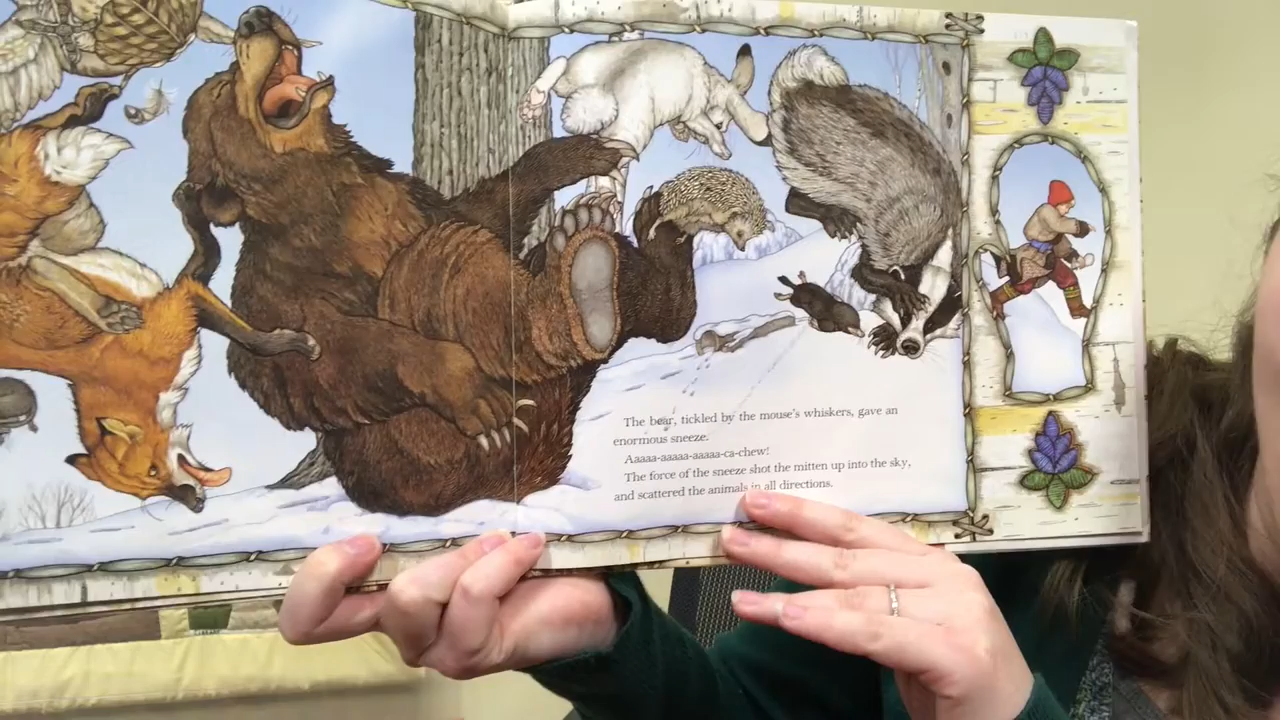 The bear, tickled by the mouse's whiskers, gave an
enormous sneeze.
Aaaaa-aaaaa-aaaaa-ca-chew!
The force of the sneeze shot the mitten up into the sky,
and scattered the animals in all directions.